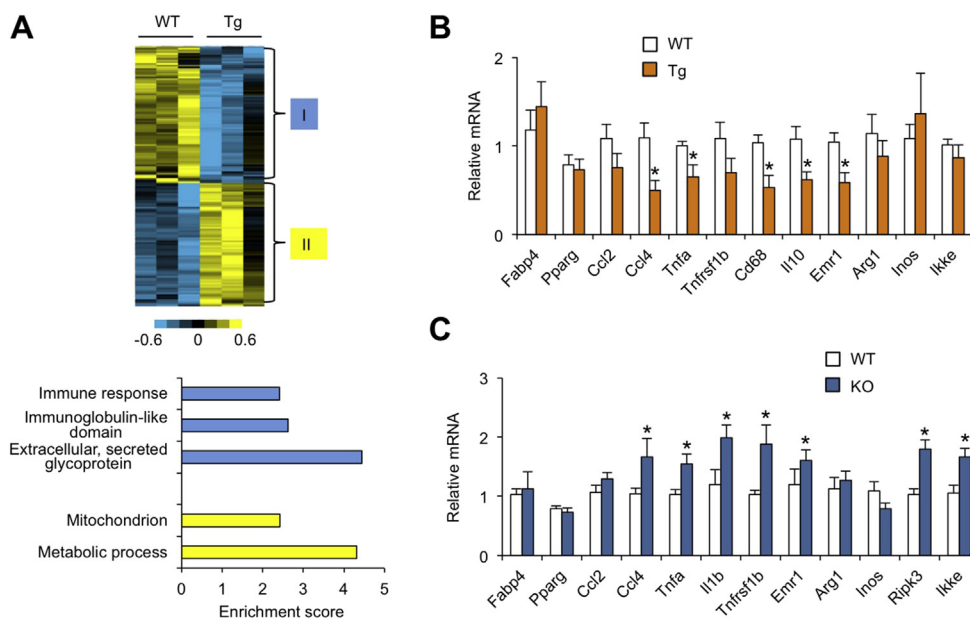 A
WT
Tg
I
II
-0.6
0
0.6
Immune response
Immunoglobulin-like
domain
Extracellular, secreted
glycoprotein
Mitochondrion
Metabolic process
0
1
2
3
4
5
Enrichment score
B
WT
Tg
Relative mRNA
2
1
0
*
*
*
*
*
Fabp4
Pparg
Ccl2
Ccl4
Tnfa
Tnfrsf1b
Cd68
Il10
Emr1
Arg1
Inos
Ikke
C
WT
KO
Relative mRNA
3
2
1
0
*
*
*
*
*
*
*
Fabp4
Pparg
Ccl2
Ccl4
Tnfa
Il1b
Tnfrsf1b
Emr1
Arg1
Inos
Ripk3
Ikke